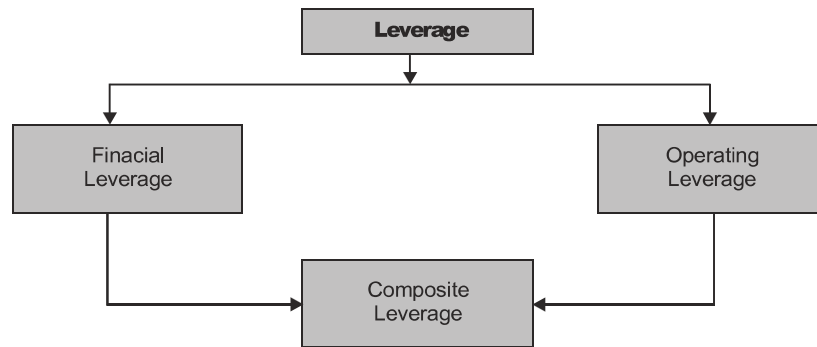 Leverage
Finacial
Leverage
Operating
Leverage
Composite
Leverage